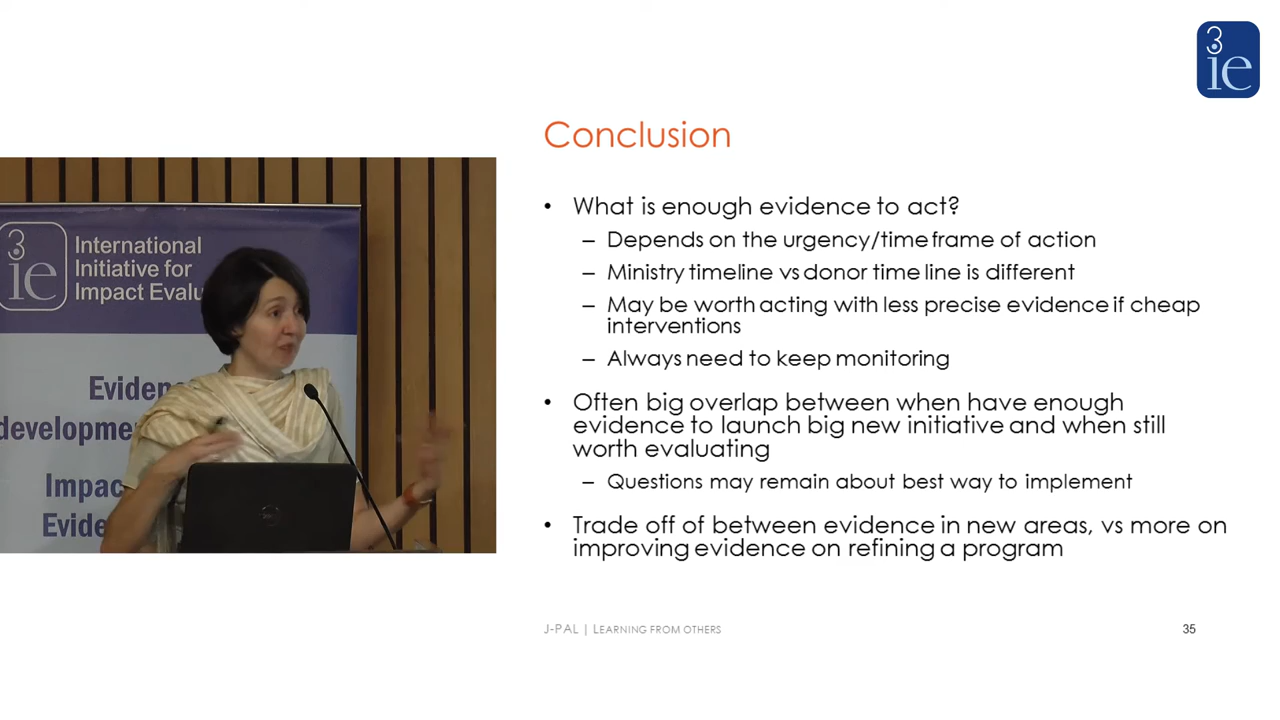 3
ie
Conclusion
• What is enough evidence to act?
– Depends on the urgency/time frame of action
– Ministry timeline vs donor time line is different
– May be worth acting with less precise evidence if cheap
interventions
– Always need to keep monitoring
• Often big overlap between when have enough
evidence to launch big new initiative and when still
worth evaluating
– Questions may remain about best way to implement
• Trade off of between evidence in new areas, vs more on
improving evidence on refining a program
J-PAL | LEARNING FROM OTHERS
35
3
ie
International
Initiative for
Impact Evalu
Evidenc
developme
Impac
Evide